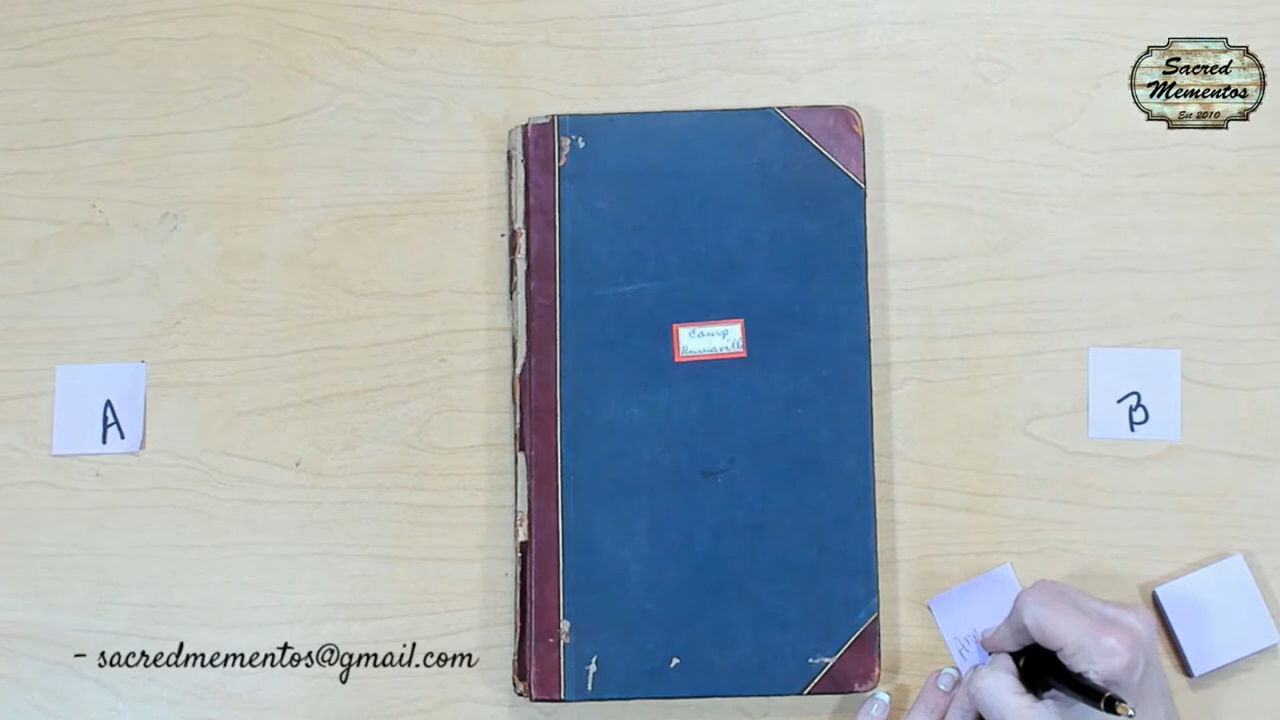 Sacred
Mementos
Est 2010
Camp
A
B
- sacredmementos@gmail.com